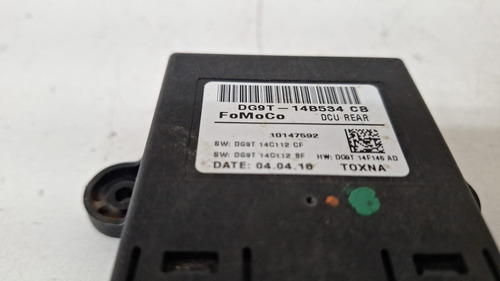 DG9T-14B534 CB
FoMoCo DCU REAR
10147592
SW: DG9T 14C112 CF
SW: DG9T 14C112 BF HW: DG9T 14F146 AD
DATE: 04.04.16 TOXNA